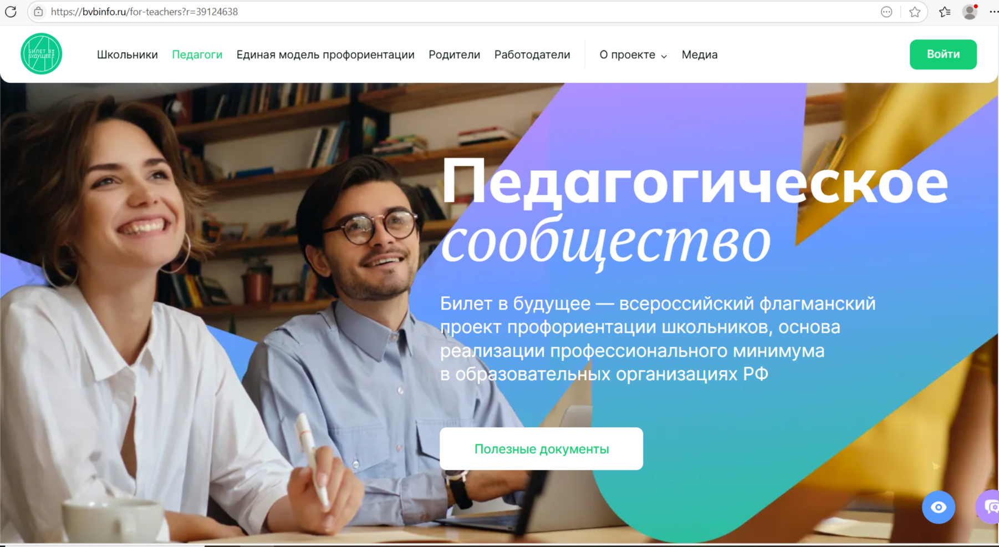 https://bvbinfo.ru/for-teachers?r=39124638
БИЛЕТ В
БУДУЩЕЕ
Школьники Педагоги Единая модель профориентации Родители Работодатели О проекте Медиа Войти
Педагогическое
сообщество
Билет в будущее — всероссийский флагманский
проект профориентации школьников, основа
реализации профессионального минимума
в образовательных организациях РФ
Полезные документы